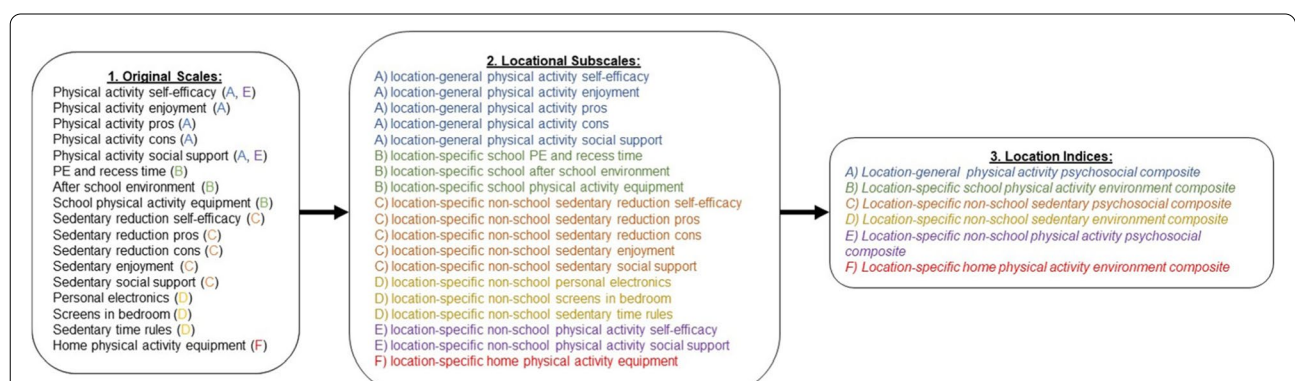 1. Original Scales:
Physical activity self-efficacy (A, E)
Physical activity enjoyment (A)
Physical activity pros (A)
Physical activity cons (A)
Physical activity social support (A, E)
PE and recess time (B)
After school environment (B)
School physical activity equipment (B)
Sedentary reduction self-efficacy (C)
Sedentary reduction pros (C)
Sedentary reduction cons (C)
Sedentary enjoyment (C)
Sedentary social support (C)
Personal electronics (D)
Screens in bedroom (D)
Sedentary time rules (D)
Home physical activity equipment (F)
2. Locational Subscales:
A) location-general physical activity self-efficacy
A) location-general physical activity enjoyment
A) location-general physical activity pros
A) location-general physical activity cons
A) location-general physical activity social support
B) location-specific school PE and recess time
B) location-specific school after school environment
B) location-specific school physical activity equipment
C) location-specific non-school sedentary reduction self-efficacy
C) location-specific non-school sedentary reduction pros
C) location-specific non-school sedentary reduction cons
C) location-specific non-school sedentary enjoyment
C) location-specific non-school sedentary social support
D) location-specific non-school personal electronics
D) location-specific non-school screens in bedroom
D) location-specific non-school sedentary time rules
E) location-specific non-school physical activity self-efficacy
E) location-specific non-school physical activity social support
F) location-specific home physical activity equipment
3. Location Indices:
A) Location-general physical activity psychosocial composite
B) Location-specific school physical activity environment composite
C) Location-specific non-school sedentary psychosocial composite
D) Location-specific non-school sedentary environment composite
E) Location-specific non-school physical activity psychosocial
composite
F) Location-specific home physical activity environment composite